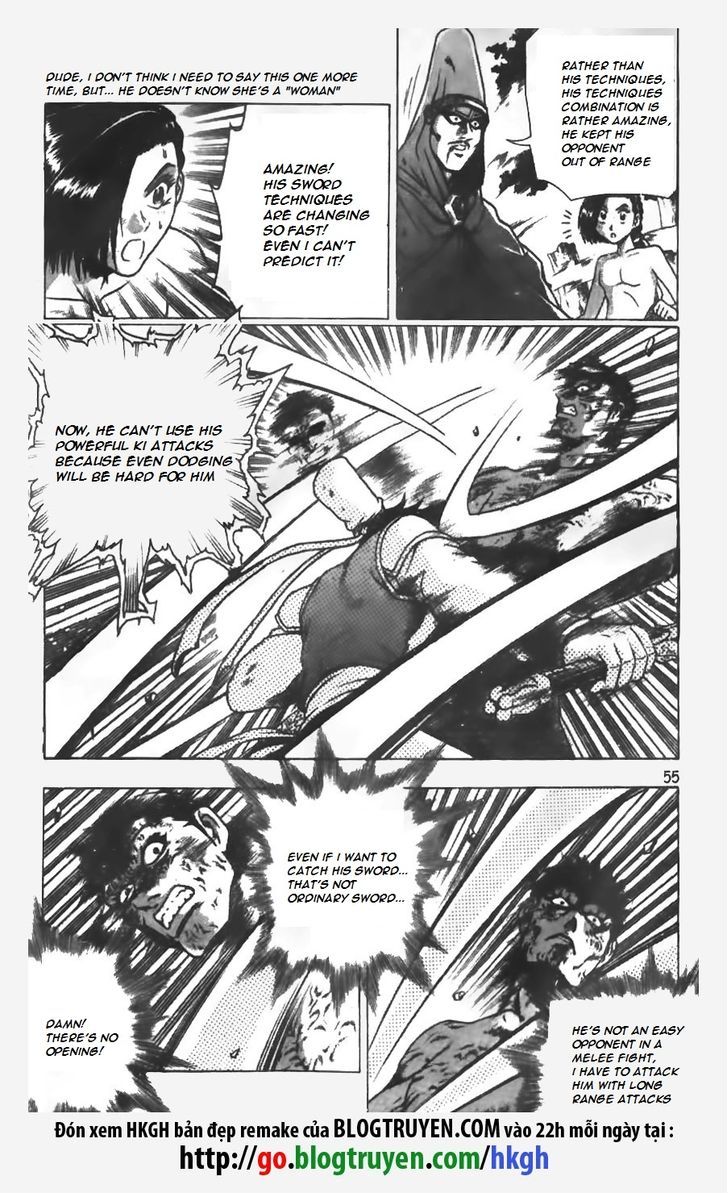 DUDE, I DON'T THINK I NEED TO SAY THIS ONE MORE
TIME, BUT... HE DOESN'T KNOW SHE'S A "WOMAN"
RATHER THAN
HIS TECHNIQUES,
HIS TECHNIQUES
COMBINATION IS
RATHER AMAZING,
HE KEPT HIS
OPPONENT
OUT OF RANGE
AMAZING!
HIS SWORD
TECHNIQUES
ARE CHANGING
SO FAST!
EVEN I CAN'T
PREDICT IT!
NOW, HE CAN'T USE HIS
POWERFUL KI ATTACKS
BECAUSE EVEN DODGING
WILL BE HARD FOR HIM
55
EVEN IF I WANT TO
CATCH HIS SWORD...
THAT'S NOT
ORDINARY SWORD...
DAMN!
THERE'S NO
OPENING!
HE'S NOT AN EASY
OPPONENT IN A
MELEE FIGHT,
I HAVE TO ATTACK
HIM WITH LONG
RANGE ATTACKS
Đón xem HKGH bản đẹp remake của BLOGTRUYEN.COM vào 22h mỗi ngày tại :
http://go.blogtruyen.com/hkgh